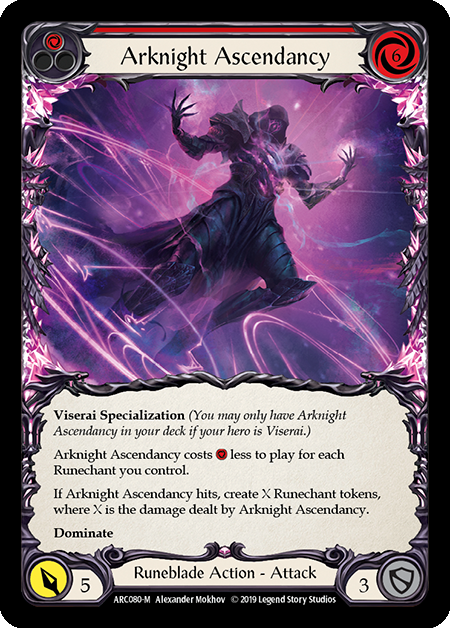 Arknight Ascendancy
6
Viserai Specialization (You may only have Arknight
Ascendancy in your deck if your hero is Viserai.)
Arknight Ascendancy costs less to play for each
Runechant you control.
If Arknight Ascendancy hits, create X Runechant tokens,
where X is the damage dealt by Arknight Ascendancy.
Dominate
5
Runeblade Action - Attack
3
ARC080-M Alexander Mokhov © 2019 Legend Story Studios